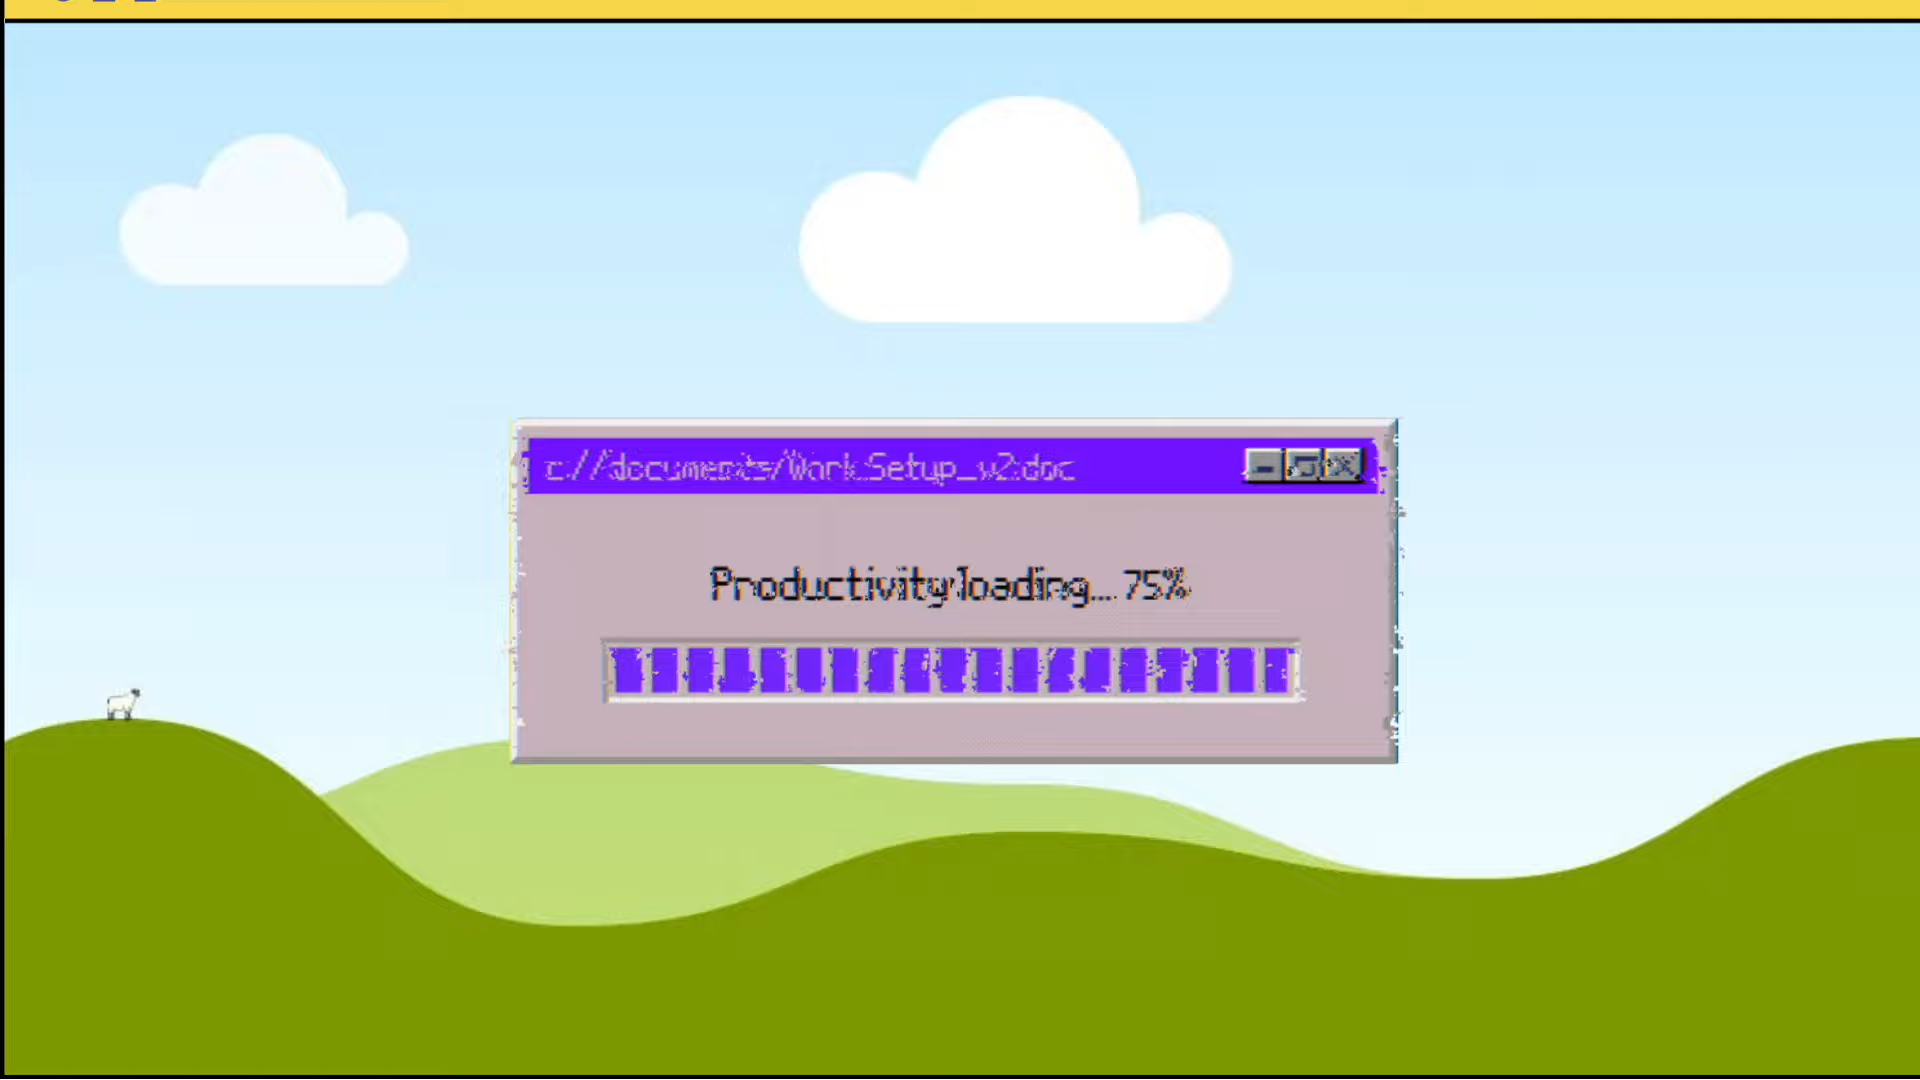 c://documents/Work.Setup_v2.doc
Productivity loading... 75%